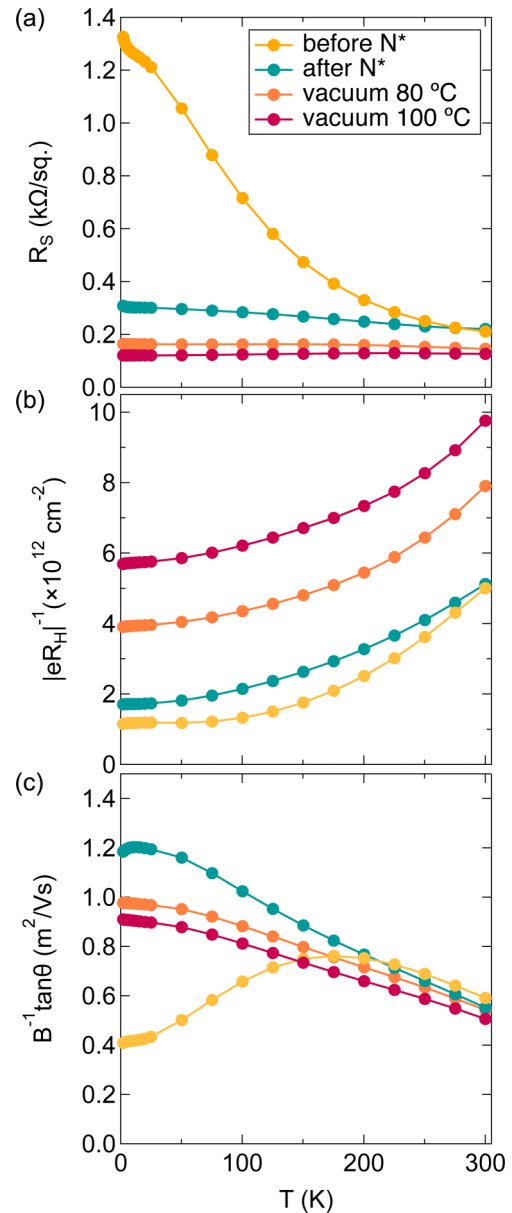 (a)
1.4
1.2
1.0
0.8
0.6
0.4
0.2
0.0
R_S (kΩ/sq.)
before N*
after N*
vacuum 80 ºC
vacuum 100 ºC
(b)
10
8
6
4
2
0
|eR_H|⁻¹ (×10¹² cm⁻²)
(c)
1.4
1.2
1.0
0.8
0.6
0.4
0.2
0.0
B⁻¹tanθ (m²/Vs)
0 100 200 300
T (K)